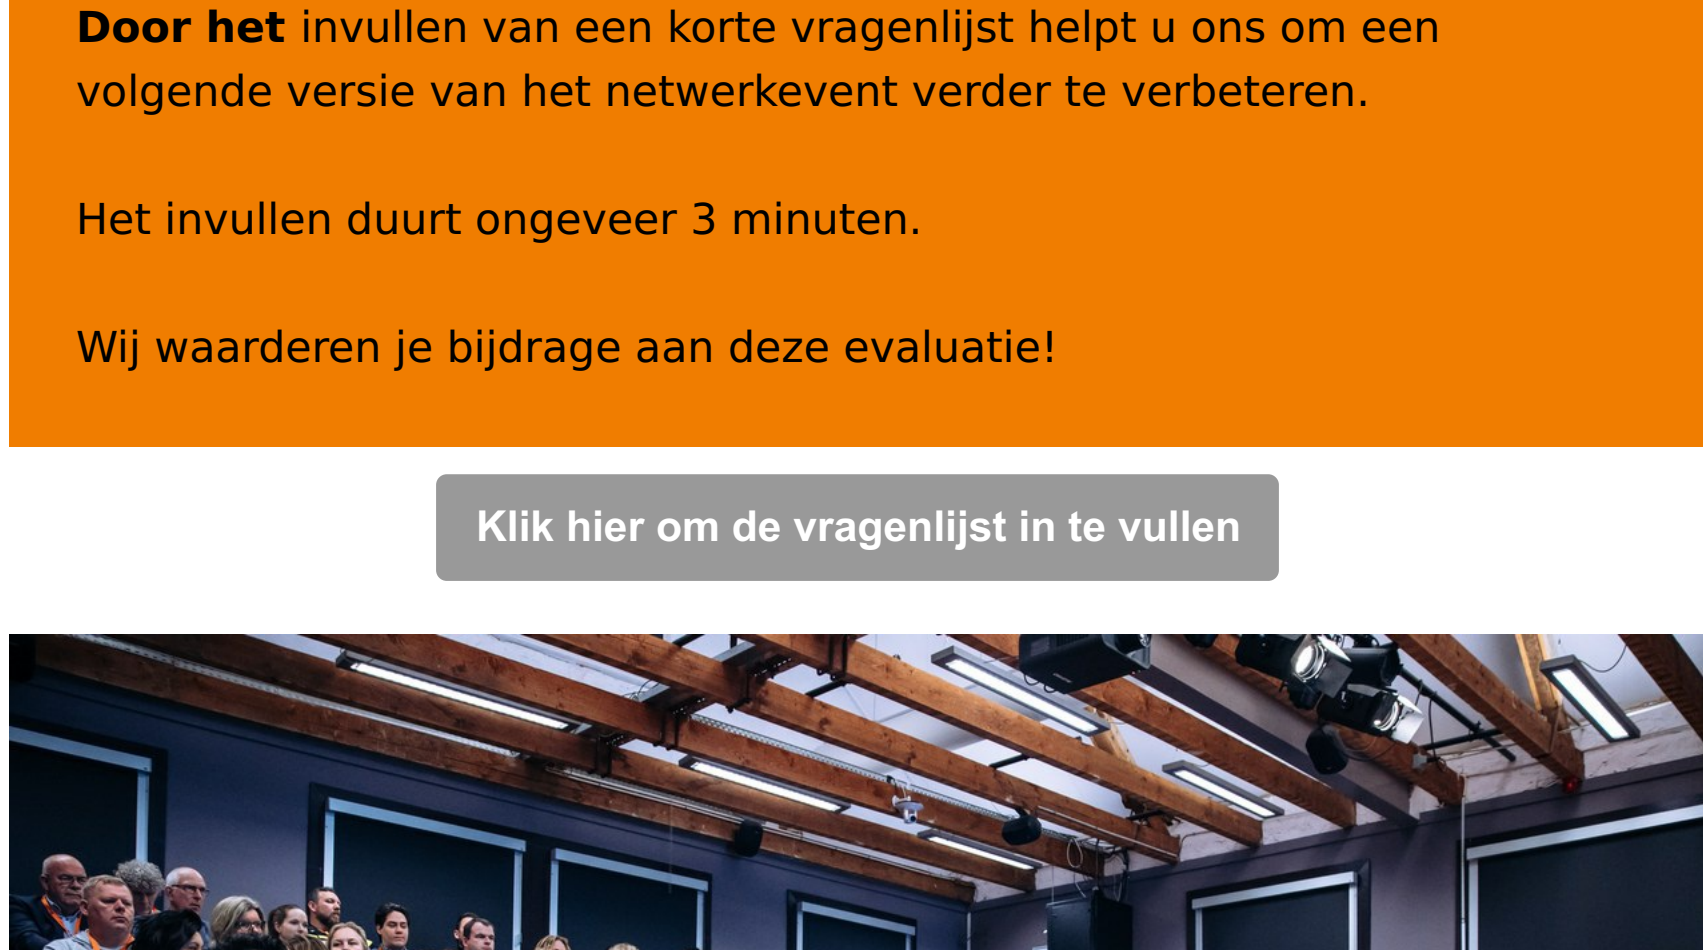 Door het invullen van een korte vragenlijst helpt u ons om een
volgende versie van het netwerkevent verder te verbeteren.
Het invullen duurt ongeveer 3 minuten.
Wij waarderen je bijdrage aan deze evaluatie!
Klik hier om de vragenlijst in te vullen